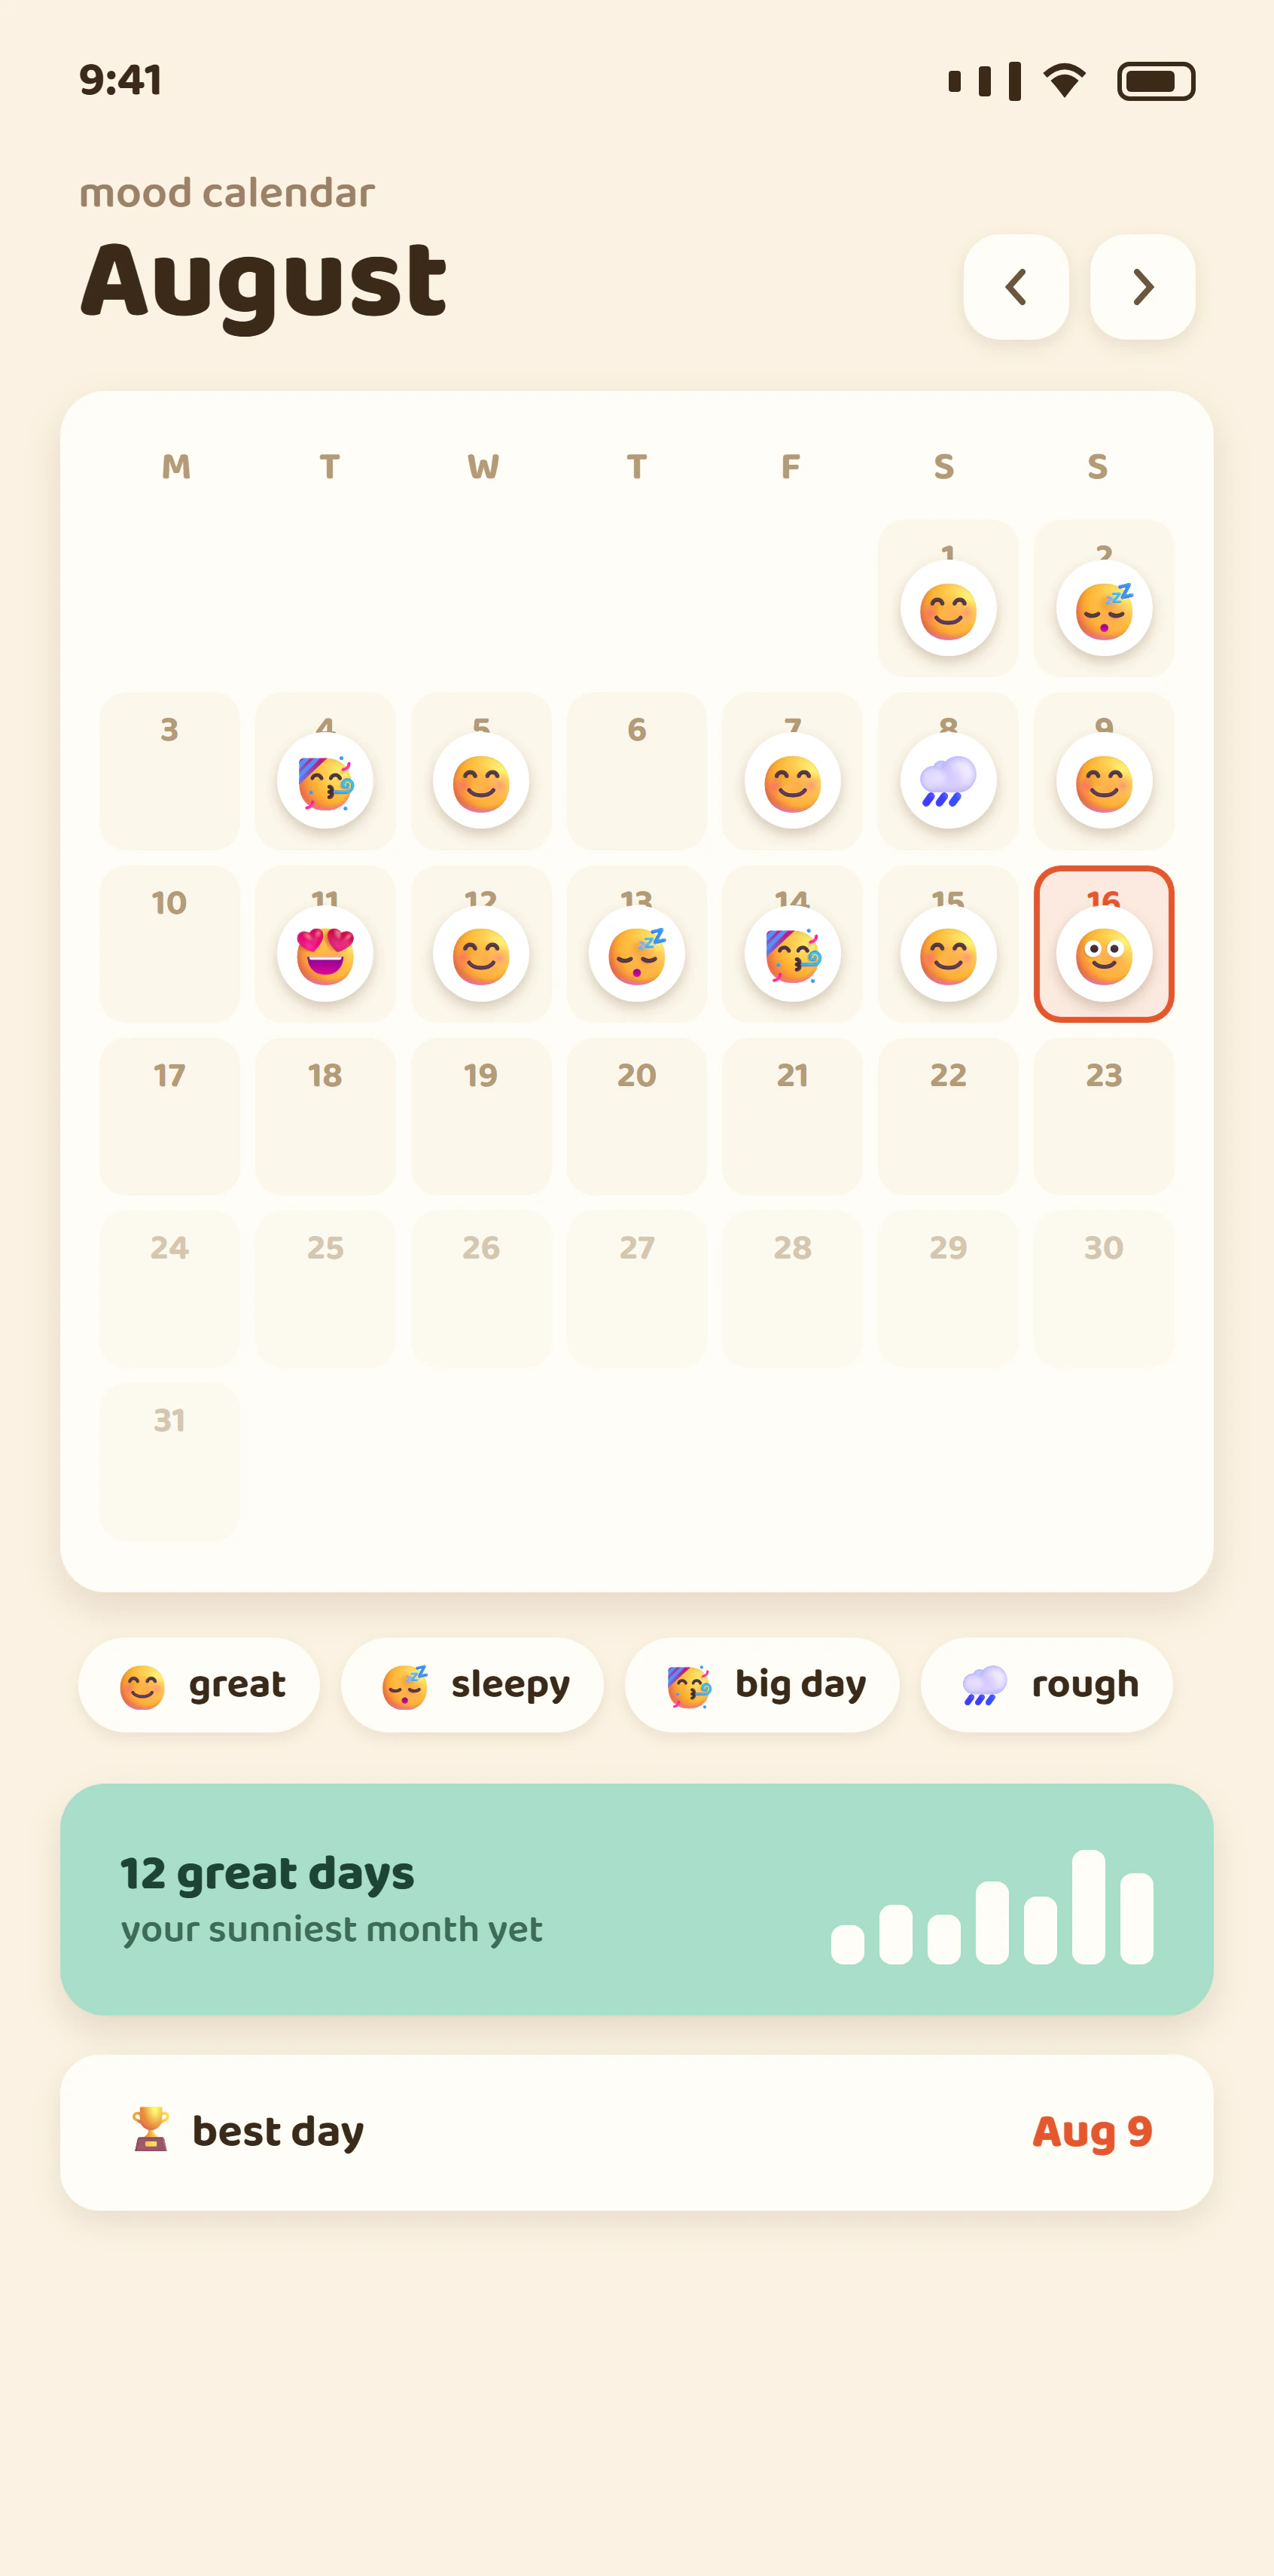 9:41
mood calendar
August
M T W T F S S
1 2
3 4 5 6 7 8 9
10 11 12 13 14 15 16
17 18 19 20 21 22 23
24 25 26 27 28 29 30
31
great sleepy big day rough
12 great days
your sunniest month yet
best day Aug 9